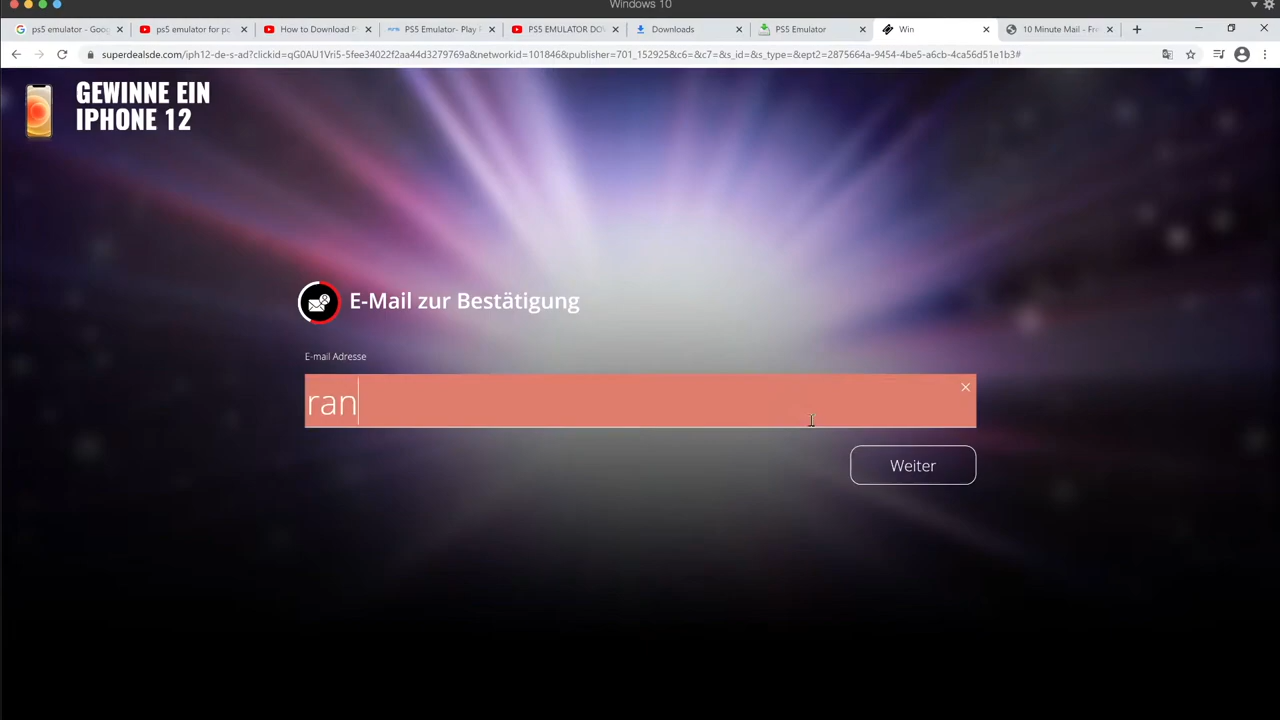 Windows 10
ps5 emulator - Goog
ps5 emulator for pc
How to Download P
PS5 Emulator- Play P
PS5 EMULATOR DO
Downloads
PS5 Emulator
Win
10 Minute Mail - Fre
superdealsde.com/iph12-de-s-ad?clickid=qG0AU1Vri5-5fee34022f2aa44d3279769a&networkid=101846&publisher=701_152925&c6=&c7=&s_id=&s_type=&ept2=2875664a-9454-4be5-a6cb-4ca56d51e1b3#
GEWINNE EIN
IPHONE 12
E-Mail zur Bestätigung
E-mail Adresse
ran
Weiter